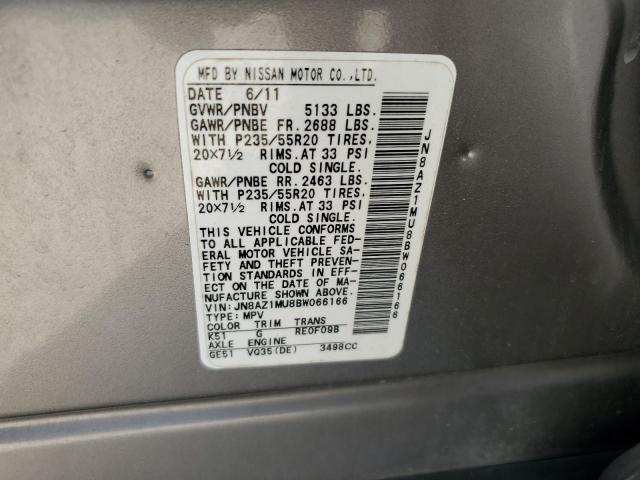 MFD BY NISSAN MOTOR CO.,LTD.
DATE 6/11
GVWR/PNBV 5133 LBS.
GAWR/PNBE FR. 2688 LBS.
WITH P235/55R20 TIRES,
20×7½ RIMS. AT 33 PSI
COLD SINGLE.
GAWR/PNBE RR. 2463 LBS.
WITH P235/55R20 TIRES,
20×7½ RIMS. AT 33 PSI
COLD SINGLE.
THIS VEHICLE CONFORMS
TO ALL APPLICABLE FED-
ERAL MOTOR VEHICLE SA-
FETY AND THEFT PREVEN-
TION STANDARDS IN EFF-
ECT ON THE DATE OF MA-
NUFACTURE SHOWN ABOVE.
VIN: JN8AZ1MU8BW066166
TYPE: MPV
COLOR TRIM TRANS
K51 G RE0F09B
AXLE ENGINE
GE51 VQ35(DE) 3498CC
JN8AZ1MU8BW066166